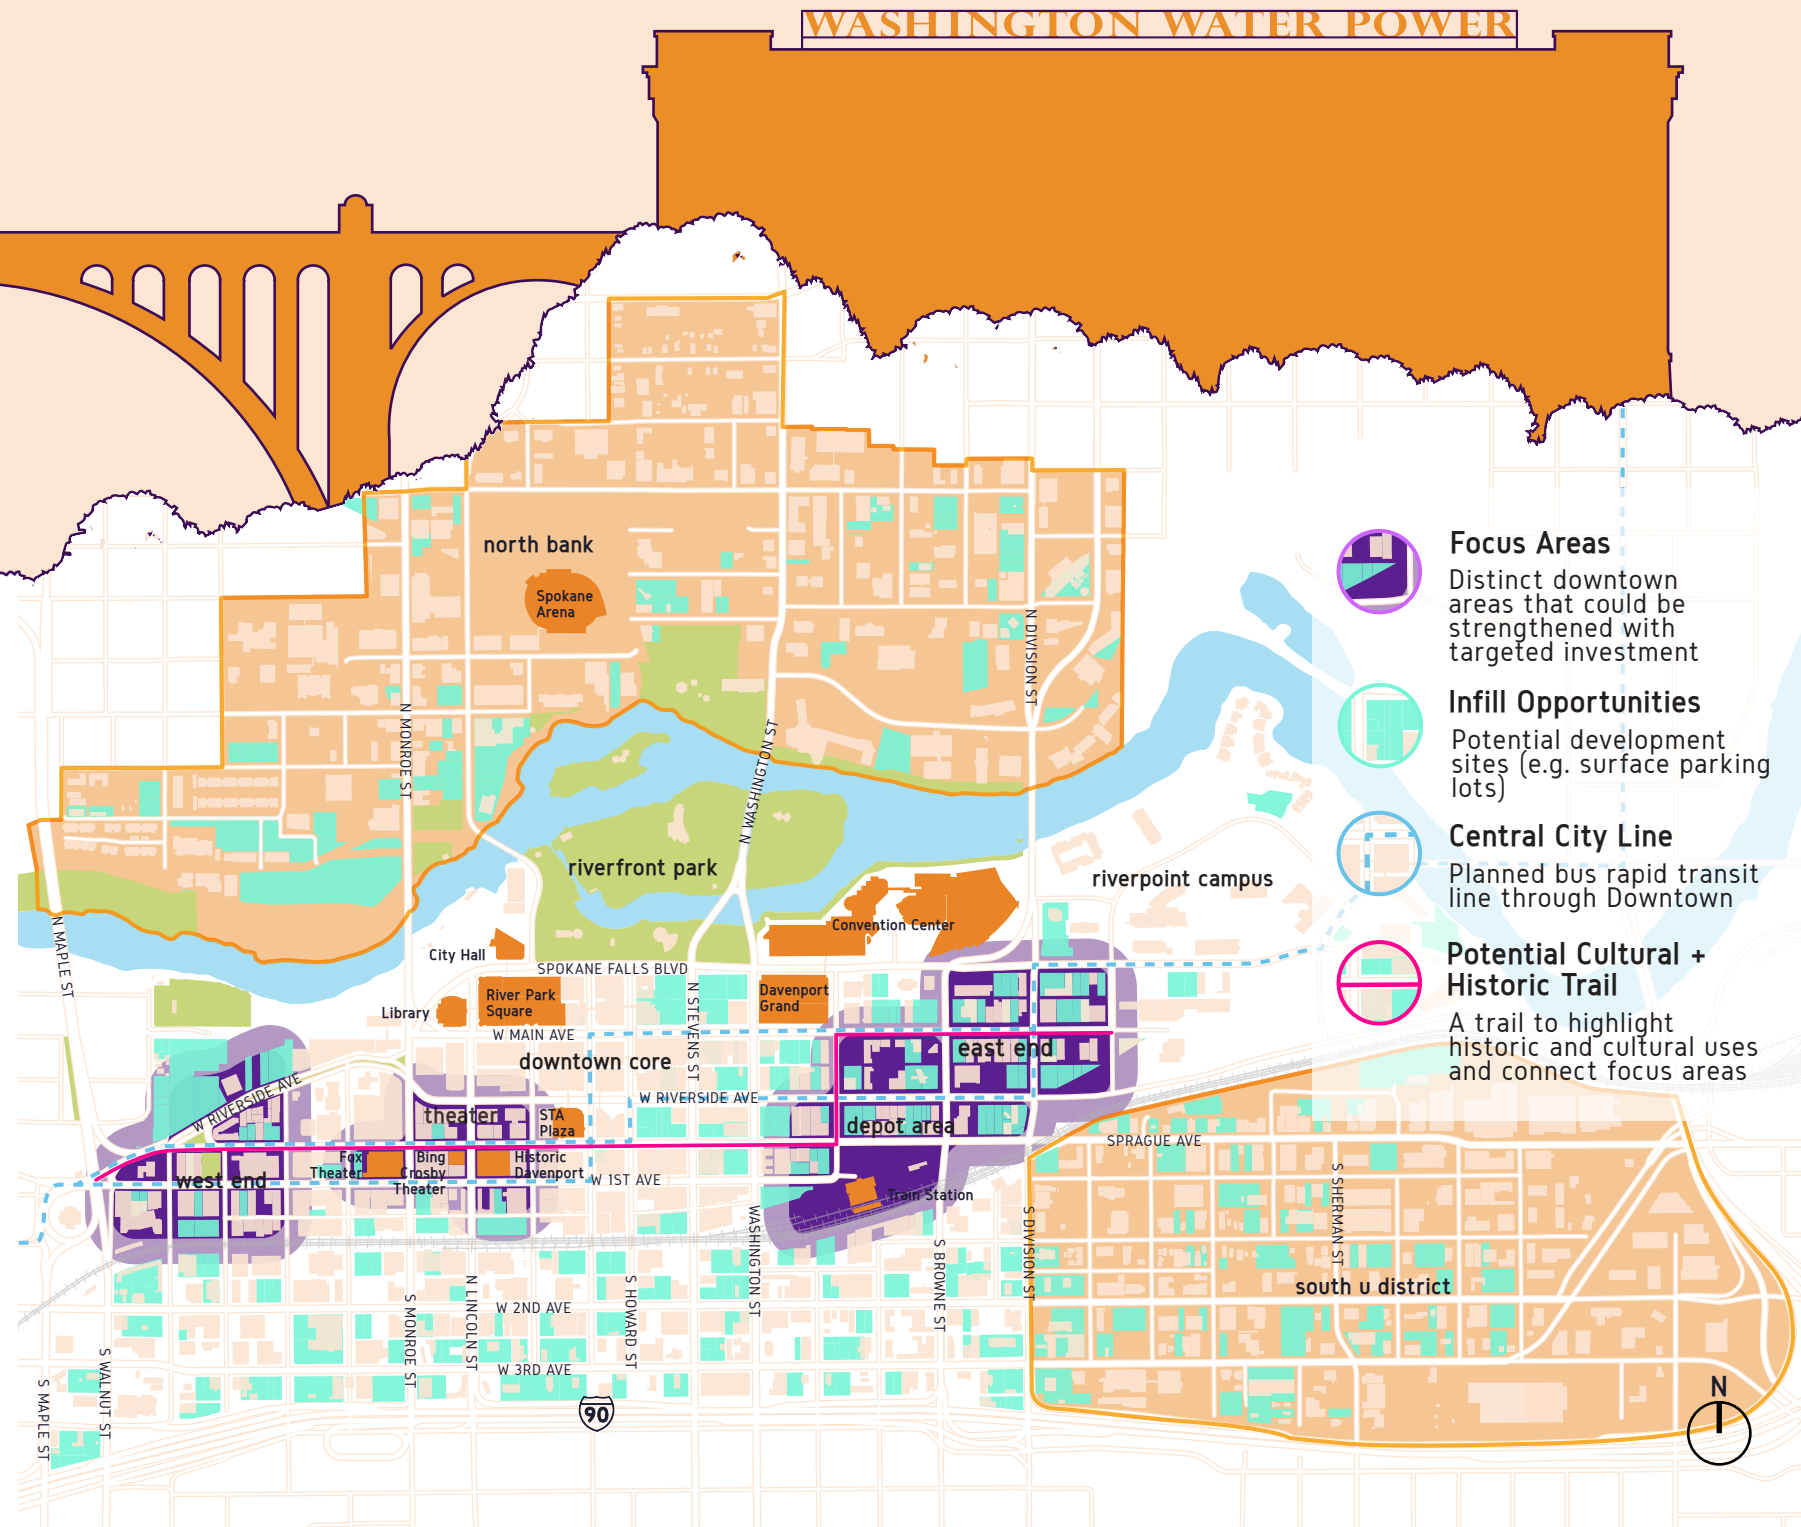 WASHINGTON WATER POWER
north bank
Spokane
Arena
N DIVISION ST
N MONROE ST
N WASHINGTON ST
riverfront park
riverpoint campus
Convention Center
N MAPLE ST
City Hall
SPOKANE FALLS BLVD
River Park
Square
Library
Davenport
Grand
N STEVENS ST
W MAIN AVE
downtown core
east end
W RIVERSIDE AVE
W RIVERSIDE AVE
theater
STA
Plaza
depot area
SPRAGUE AVE
Fox
Theater
Bing
Crosby
Theater
Historic
Davenport
west end
W 1ST AVE
Train Station
WASHINGTON ST
S BROWNE ST
S DIVISION ST
S SHERMAN ST
south u district
S MONROE ST
N LINCOLN ST
W 2ND AVE
S HOWARD ST
W 3RD AVE
S MAPLE ST
S WALNUT ST
90
N
Focus Areas
Distinct downtown
areas that could be
strengthened with
targeted investment
Infill Opportunities
Potential development
sites (e.g. surface parking
lots)
Central City Line
Planned bus rapid transit
line through Downtown
Potential Cultural +
Historic Trail
A trail to highlight
historic and cultural uses
and connect focus areas